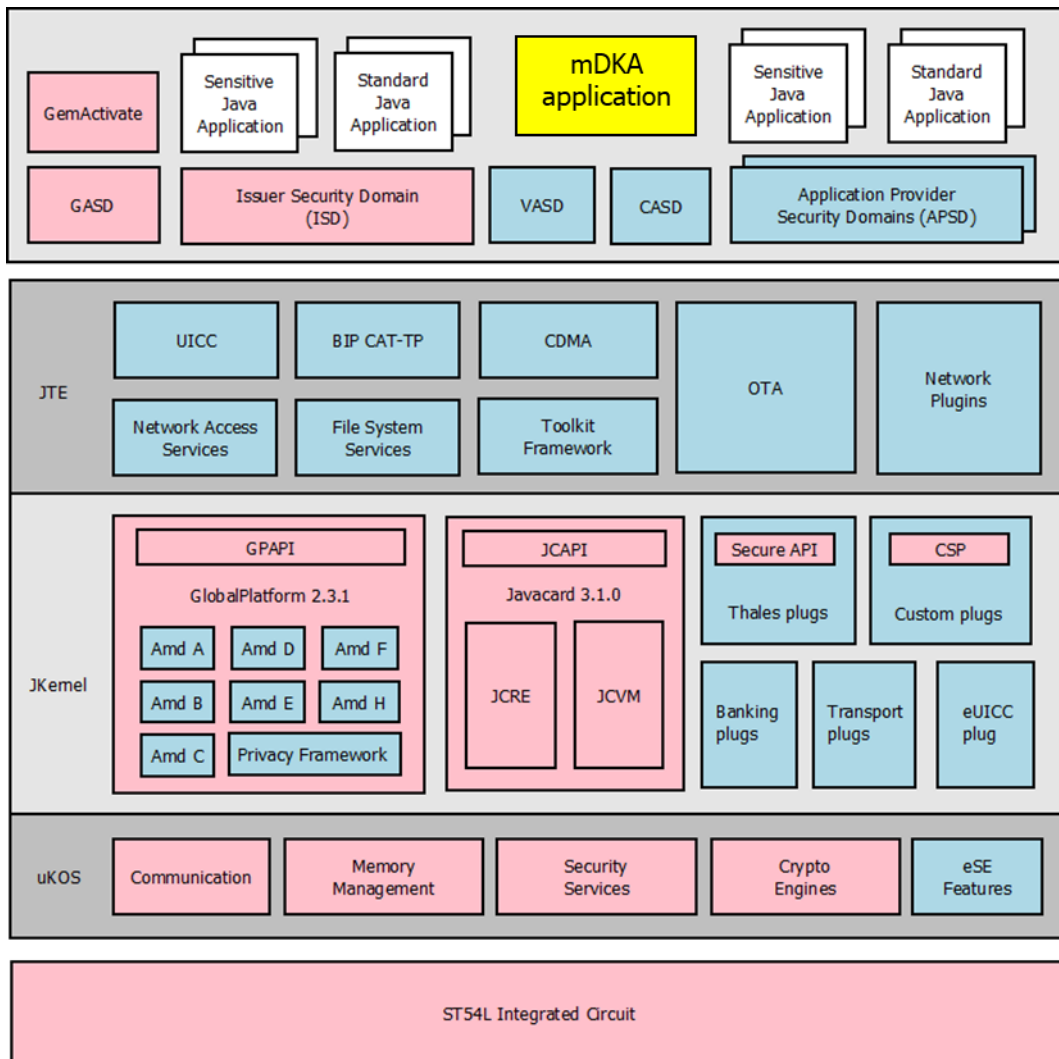 GemActivate
Sensitive
Java
Application
Standard
Java
Application
mDKA
application
Sensitive
Java
Application
Standard
Java
Application
GASD
Issuer Security Domain
(ISD)
VASD
CASD
Application Provider
Security Domains (APSD)
JTE
UICC
BIP CAT-TP
CDMA
OTA
Network
Plugins
Network Access
Services
File System
Services
Toolkit
Framework
JKernel
GPAPI
GlobalPlatform 2.3.1
Amd A
Amd D
Amd F
Amd B
Amd E
Amd H
Amd C
Privacy Framework
JCAPI
Javacard 3.1.0
JCRE
JCVM
Secure API
Thales plugs
CSP
Custom plugs
Banking
plugs
Transport
plugs
eUICC
plug
uKOS
Communication
Memory
Management
Security
Services
Crypto
Engines
eSE
Features
ST54L Integrated Circuit